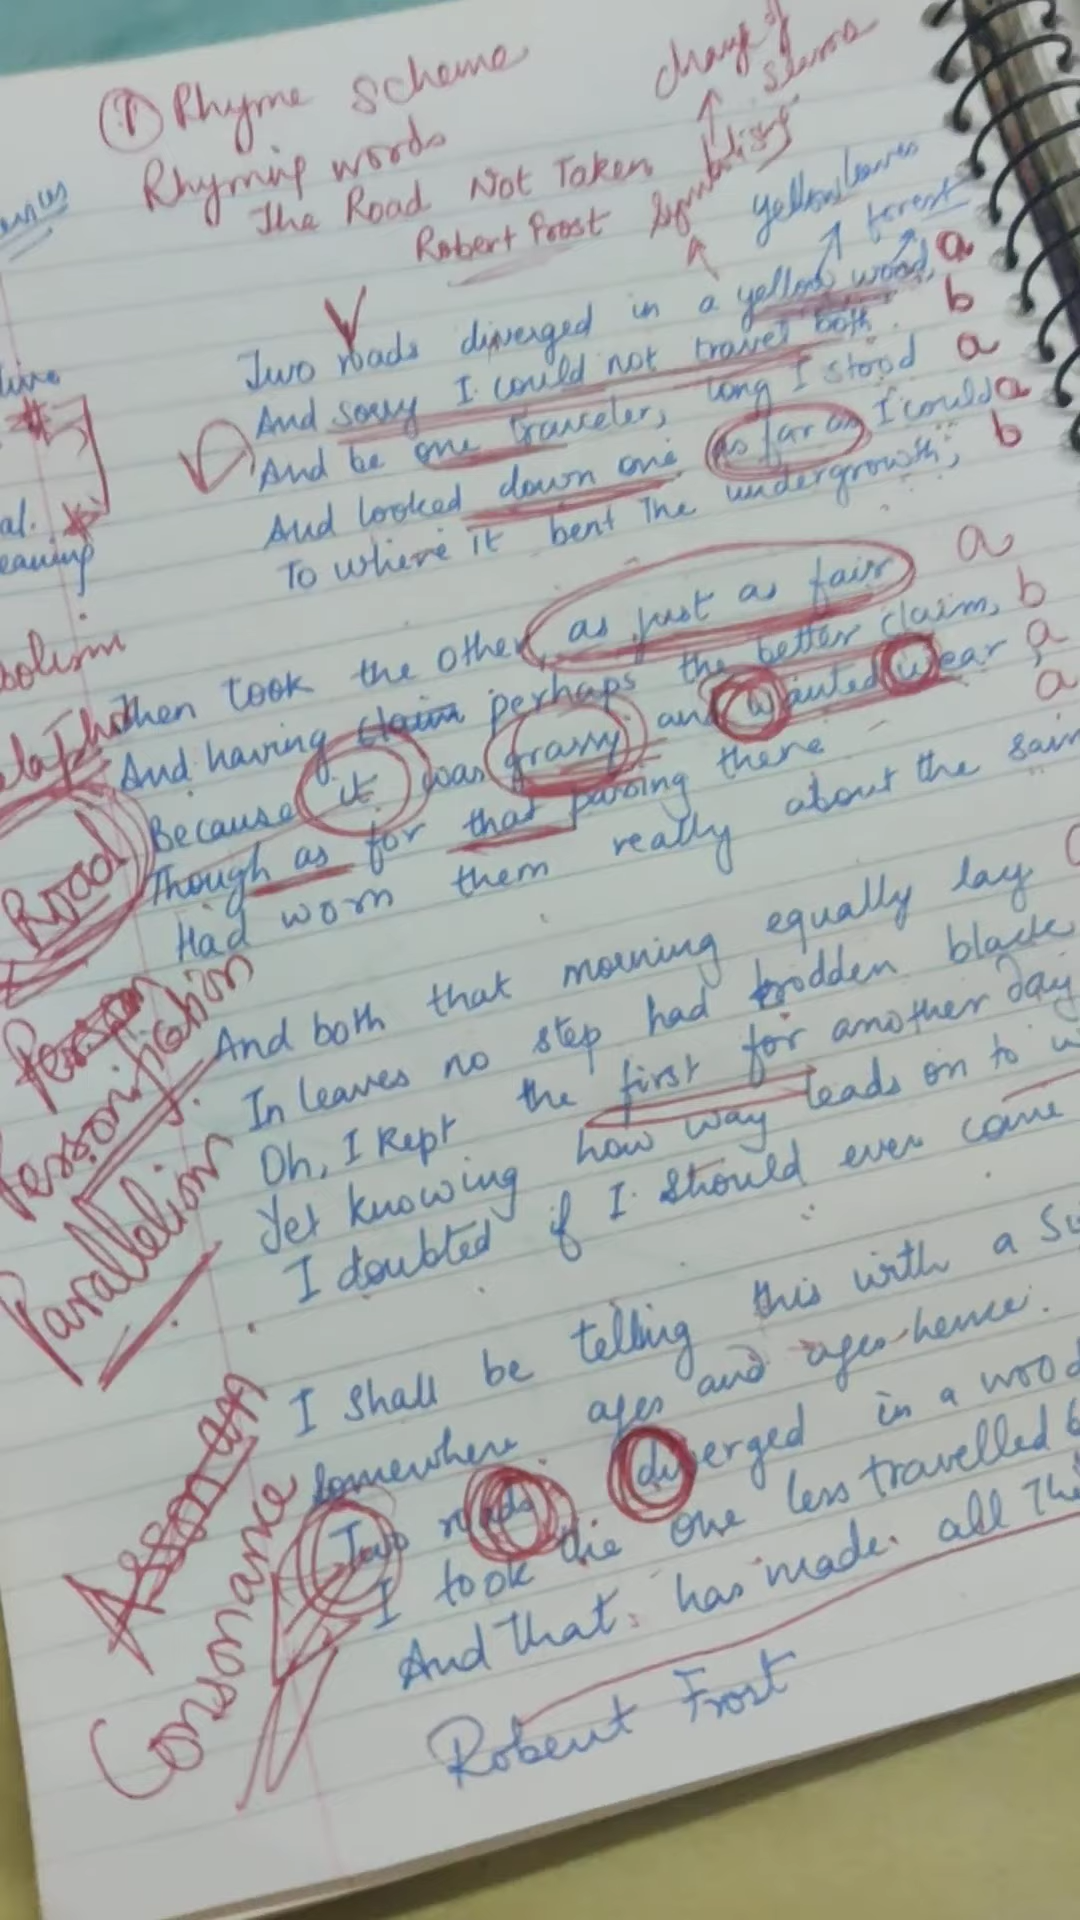 ① Rhyme scheme
change of
Rhyming words
The Road Not Taken
Robert Frost
yellow leaves
forest
Two roads diverged in a yellow wood, a
And sorry I could not travel both b
And be one traveler, long I stood a
And looked down one as far as I could a
To where it bent the undergrowth; b
Then took the other, as just as fair a
And having claim perhaps the better claim, b
Because it was grassy and wanted wear a
Though as for that passing there a
Had worn them really about the sam
Road
And both that morning equally lay
In leaves no step had trodden black
Oh, I kept the first for another day
Yet knowing how way leads on to w
I doubted if I should ever come
Personification
Parallelism
I shall be telling this with a
Somewhere ages and ages hence.
Two roads diverged in a wood
I took the one less travelled b
And that has made all
Consonance
Robert Frost